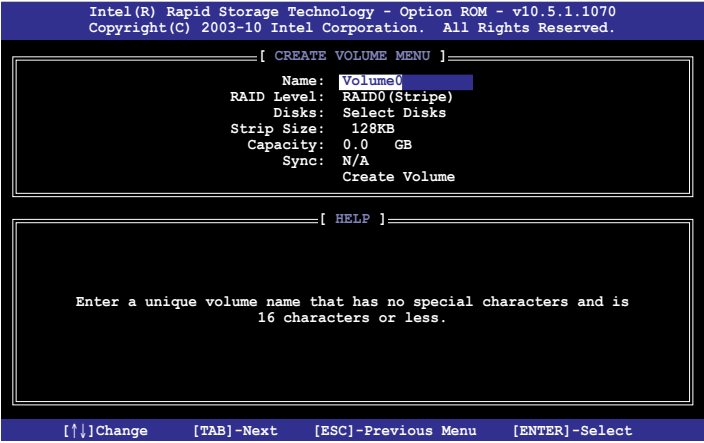 Intel(R) Rapid Storage Technology - Option ROM - v10.5.1.1070
Copyright(C) 2003-10 Intel Corporation. All Rights Reserved.
[ CREATE VOLUME MENU ]
Name: Volume0
RAID Level: RAID0(Stripe)
Disks: Select Disks
Strip Size: 128KB
Capacity: 0.0 GB
Sync: N/A
Create Volume
[ HELP ]
Enter a unique volume name that has no special characters and is
16 characters or less.
[↑↓]Change [TAB]-Next [ESC]-Previous Menu [ENTER]-Select